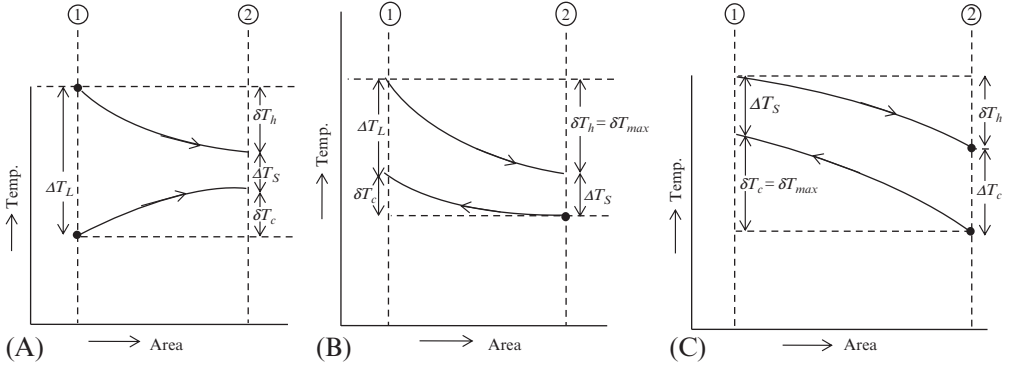 ① ②
ΔT_L
δT_h
ΔT_S
δT_c
Temp.
Area
(A)
① ②
ΔT_L
δT_c
δT_h = δT_max
ΔT_S
Temp.
Area
(B)
① ②
ΔT_S
δT_c = δT_max
δT_h
ΔT_c
Temp.
Area
(C)